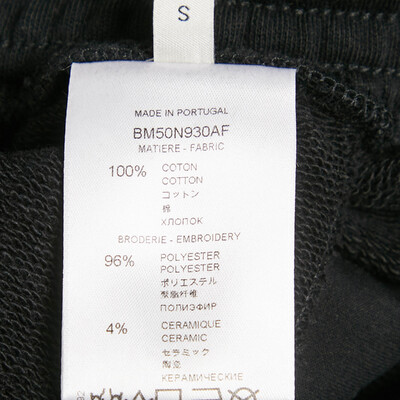 S
MADE IN PORTUGAL
BM50N930AF
MATIERE - FABRIC
100% COTON
COTTON
コットン
棉
ХЛОПОК
BRODERIE - EMBROIDERY
96% POLYESTER
POLYESTER
ポリエステル
聚酯纤维
ПОЛИЭФИР
4% CERAMIQUE
CERAMIC
セラミック
陶瓷
КЕРАМИЧЕСКИЕ